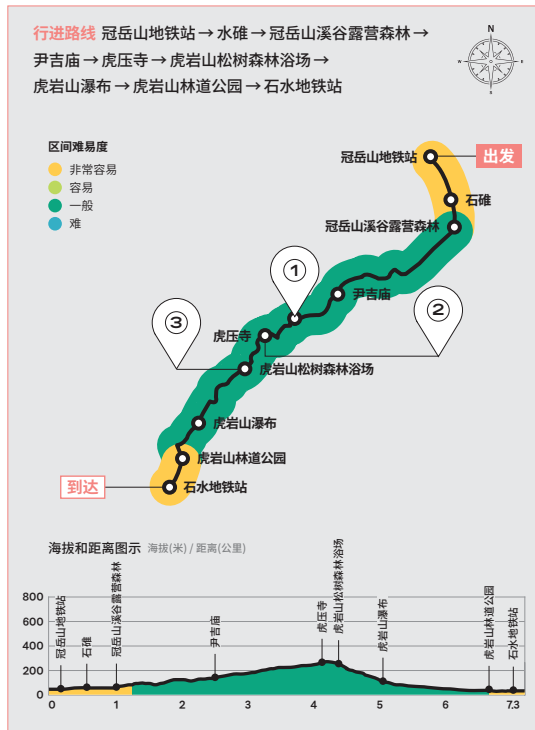 行进路线 冠岳山地铁站→水碓→冠岳山溪谷露营森林→
尹吉庙→虎压寺→虎岩山松树森林浴场→
虎岩山瀑布→虎岩山林道公园→石水地铁站
N
W
E
S
区间难易度
非常容易
容易
一般
难
冠岳山地铁站
出发
石碓
冠岳山溪谷露营森林
①
尹吉庙
②
③
虎压寺
虎岩山松树森林浴场
虎岩山瀑布
虎岩山林道公园
到达
石水地铁站
海拔和距离图示 海拔(米) / 距离(公里)
冠岳山地铁站
石碓
冠岳山溪谷露营森林
尹吉庙
虎压寺
虎岩山松树森林浴场
虎岩山瀑布
虎岩山林道公园
石水地铁站
800
600
400
200
0
0 1 2 3 4 5 6 7.3